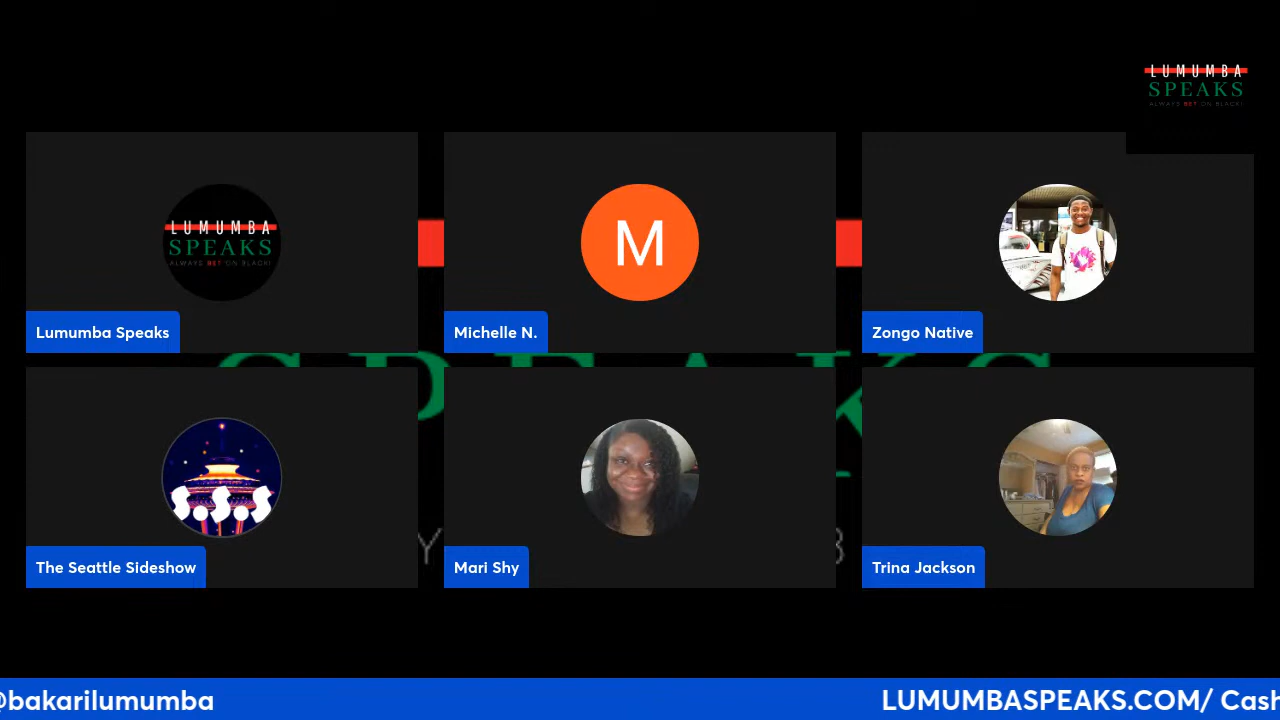 LUMUMBA
SPEAKS
ALWAYS BET ON BLACK!
LUMUMBA
SPEAKS
ALWAYS BET ON BLACK!
Lumumba Speaks
M
Michelle N.
Zongo Native
SPEAKS
S.S.S
The Seattle Sideshow
Mari Shy
Trina Jackson
@bakarilumumba
LUMUMBASPEAKS.COM/ Cash